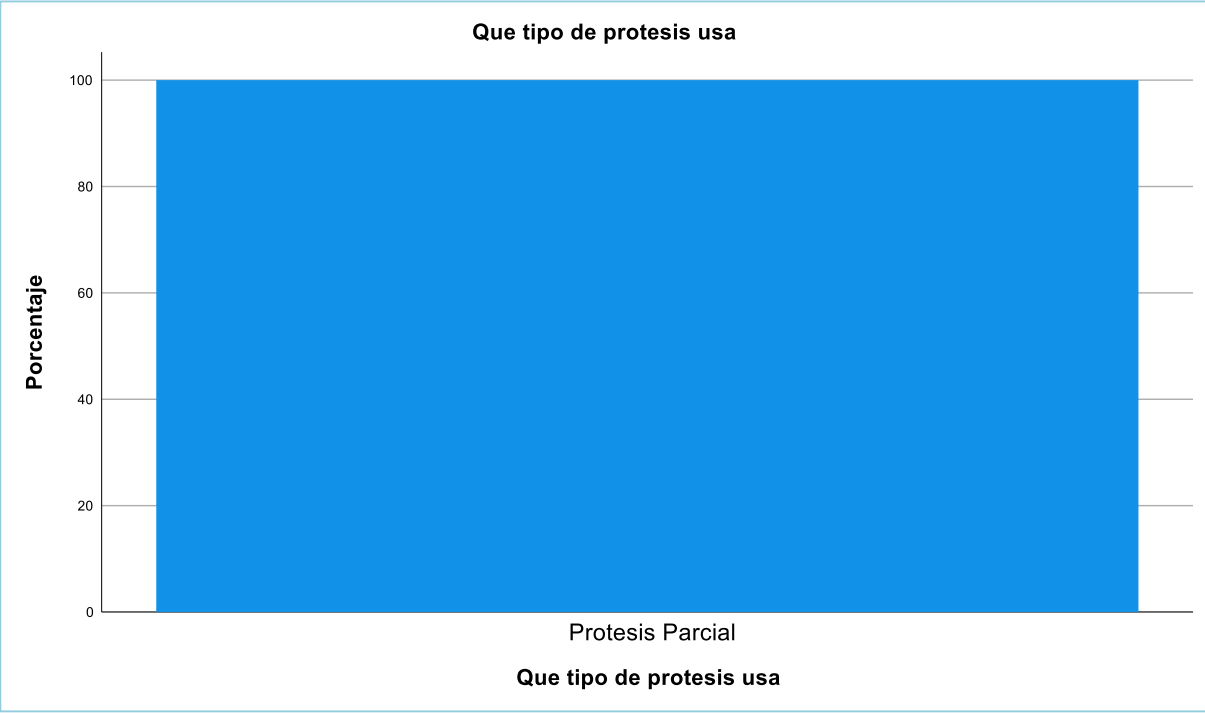 Que tipo de protesis usa
100
80
60
40
20
0
Porcentaje
Protesis Parcial
Que tipo de protesis usa